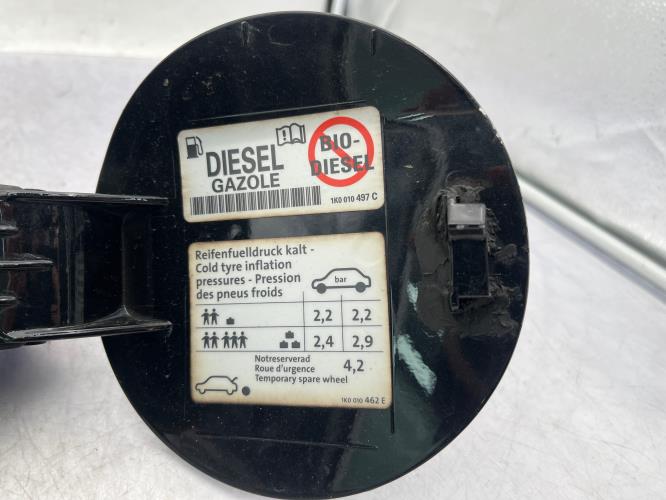 DIESEL
GAZOLE
BIO-
DIESEL
1K0 010 497 C
Reifenfuelldruck kalt -
Cold tyre inflation
pressures - Pression
des pneus froids
bar
2,2 2,2
2,4 2,9
Notreserverad
Roue d'urgence
Temporary spare wheel
4,2
1K0 010 462 E